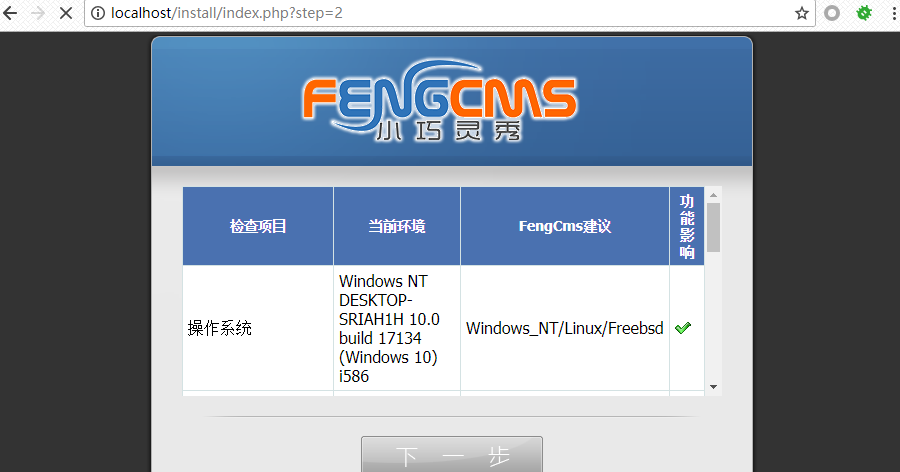 localhost/install/index.php?step=2
FENGCMS
小巧灵秀
检查项目
当前环境
FengCms建议
功
能
影
响
操作系统
Windows NT
DESKTOP-
SRIAH1H 10.0
build 17134
(Windows 10)
i586
Windows_NT/Linux/Freebsd
下一步